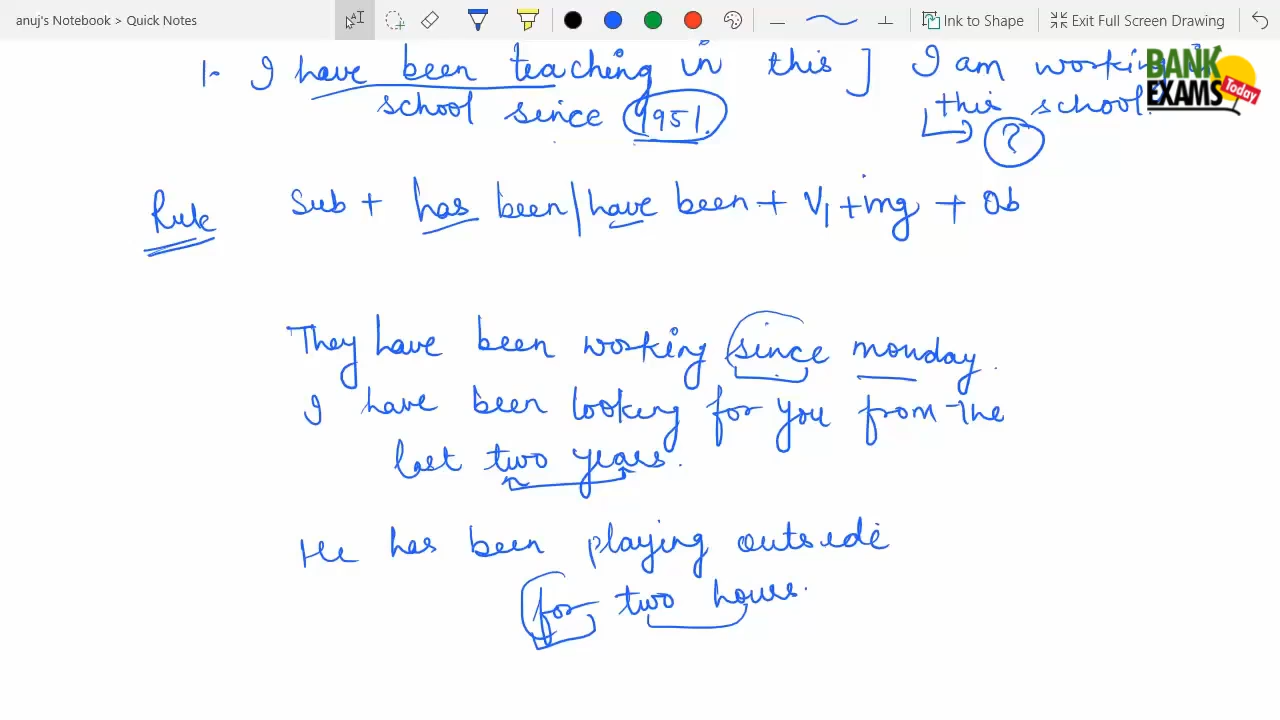 anuj's Notebook > Quick Notes
Ink to Shape
Exit Full Screen Drawing
BANK EXAMS Today
1. I have been teaching in this ] I am working in
school since 1951. this school.
?
Rule Sub + has been / have been + V1 + ing + Ob
They have been working since monday.
I have been looking for you from the
last two years.
He has been playing outside
for two hours.